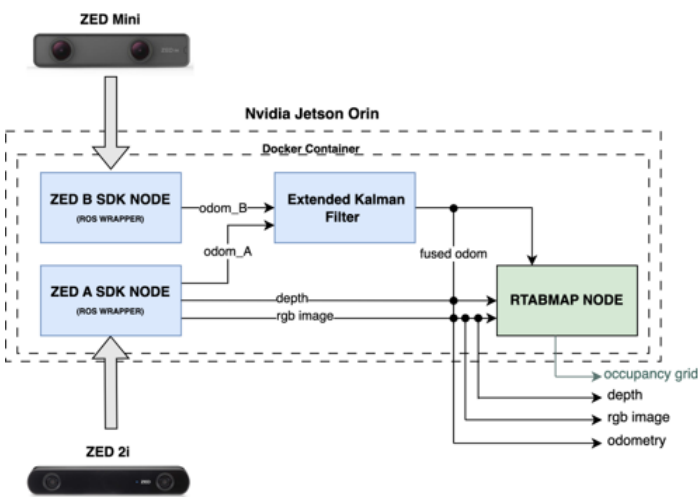 ZED Mini
Nvidia Jetson Orin
Docker Container
ZED B SDK NODE
(ROS WRAPPER)
odom_B
Extended Kalman
Filter
odom_A
fused odom
ZED A SDK NODE
(ROS WRAPPER)
depth
rgb image
RTABMAP NODE
occupancy grid
depth
rgb image
odometry
ZED 2i